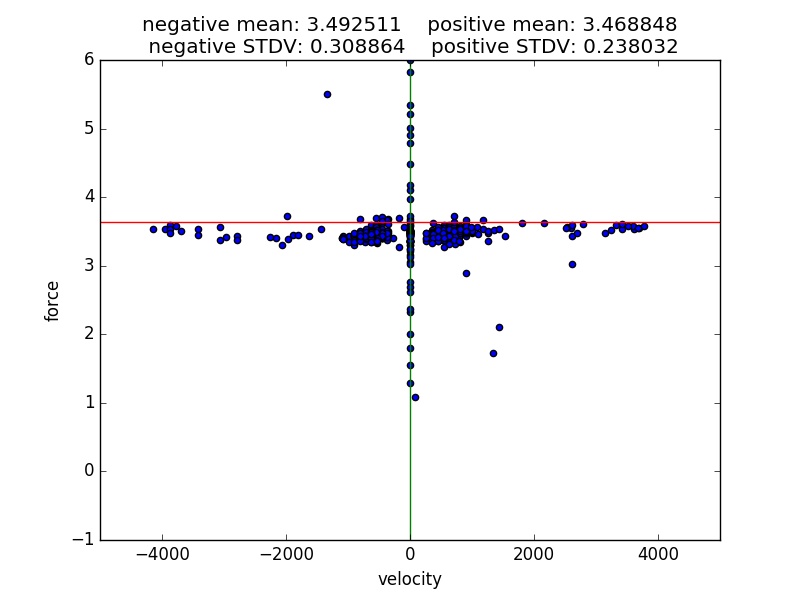 negative mean: 3.492511    positive mean: 3.468848
negative STDV: 0.308864    positive STDV: 0.238032
6
5
4
3
2
1
0
−1
force
−4000 −2000 0 2000 4000
velocity